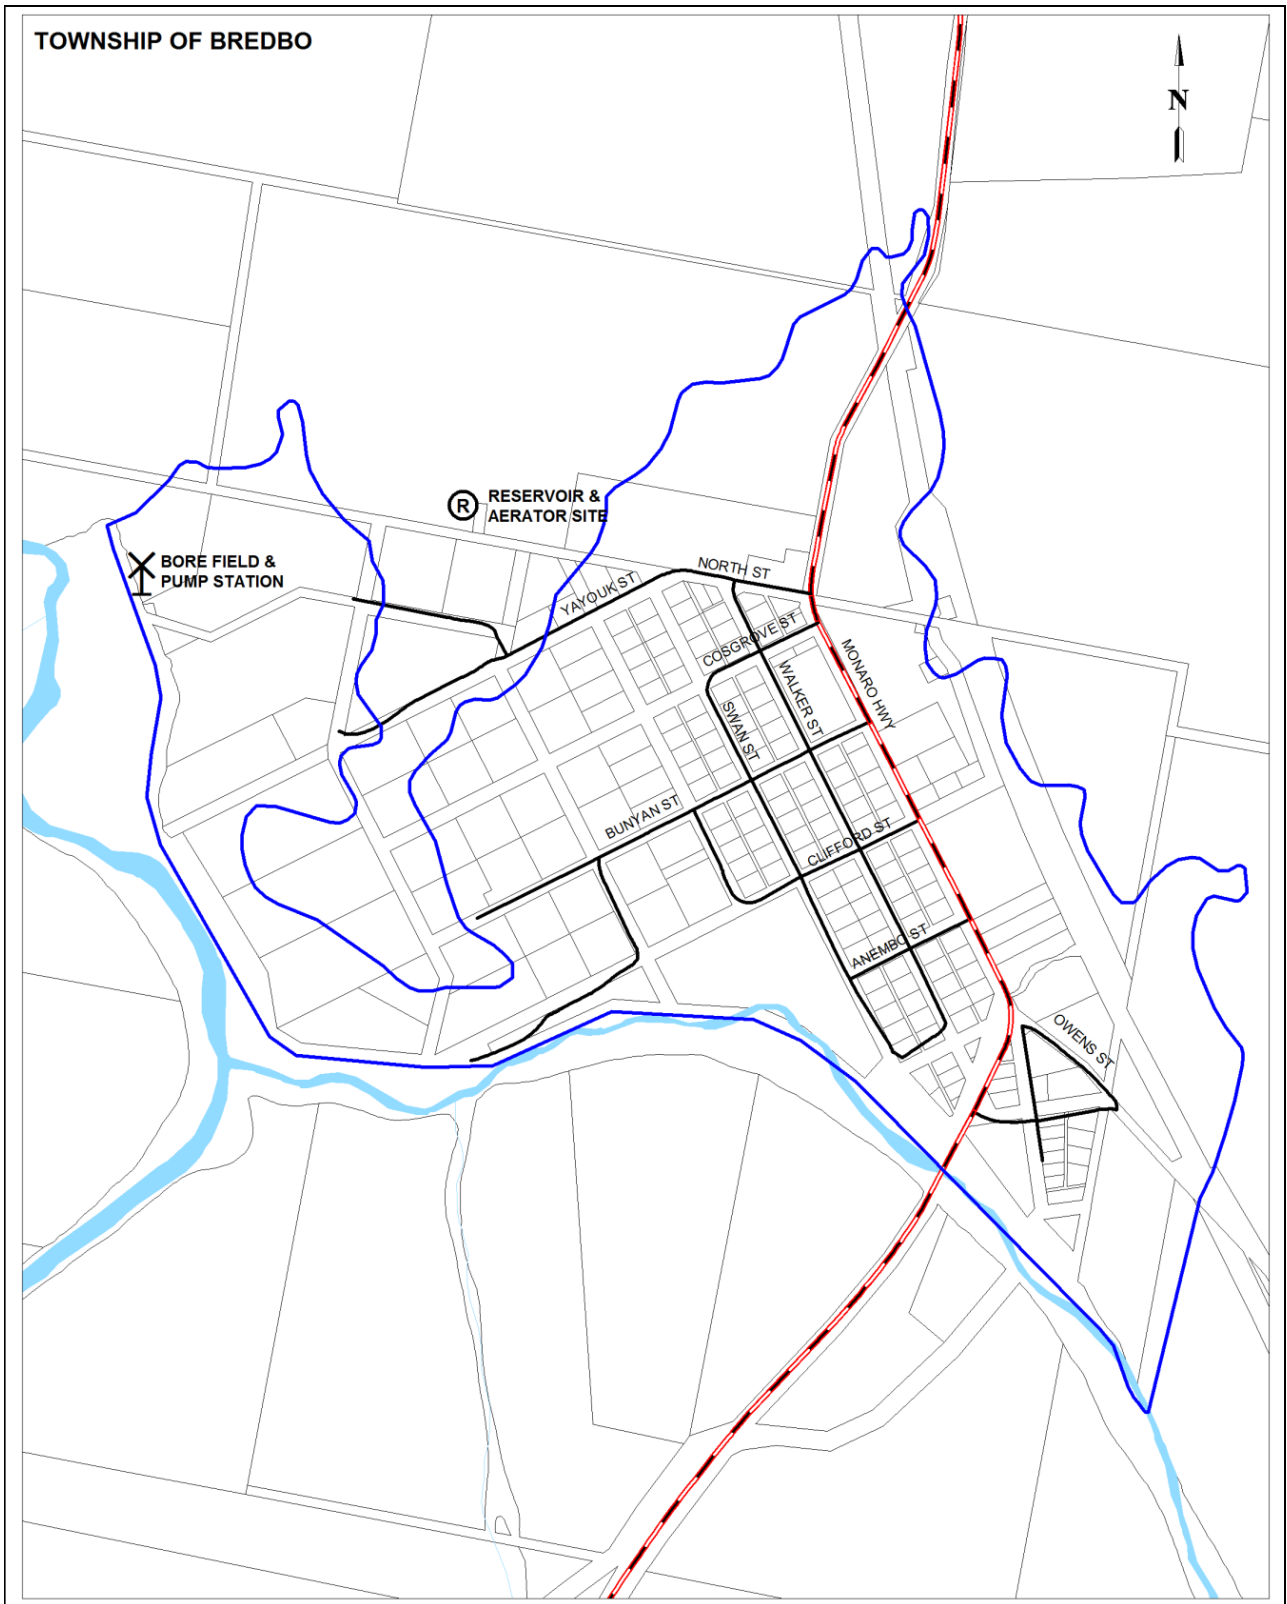 TOWNSHIP OF BREDBO
N
R
RESERVOIR &
AERATOR SITE
BORE FIELD &
PUMP STATION
NORTH ST
YAYOUK ST
COSGROVE ST
MONARO HWY
WALKER ST
SWAN ST
BUNYAN ST
CLIFFORD ST
ANEMBO ST
OWENS ST